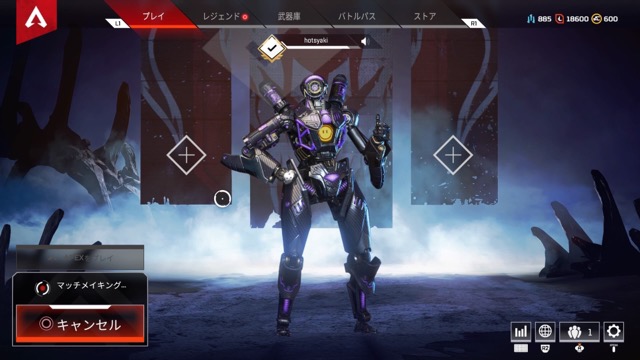 プレイ
レジェンド
武器庫
バトルパス
ストア
L1
R1
885
18600
600
hotsyaki
マッチメイキング...
キャンセル
1
R2
R